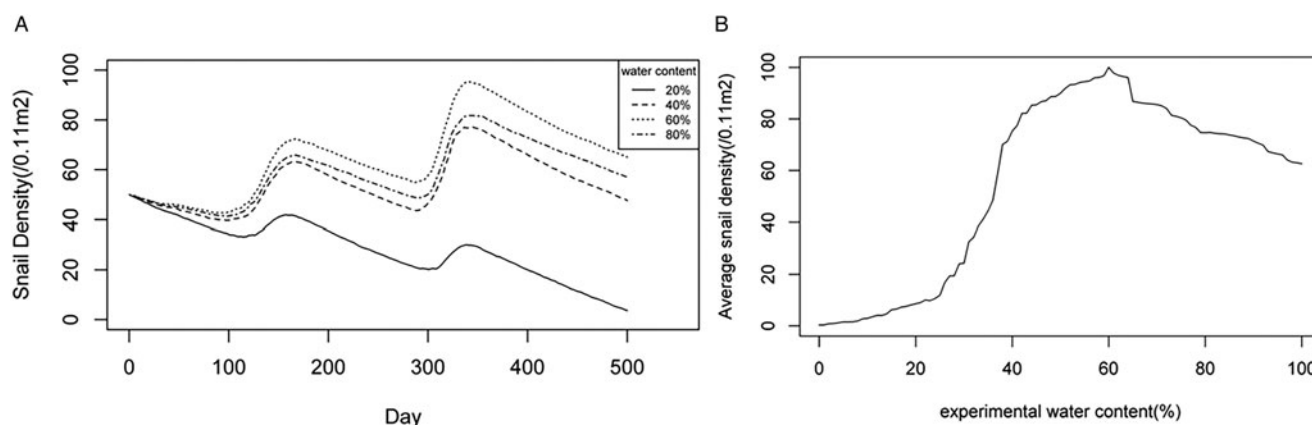 A
Snail Density(/0.11m2)
100
80
60
40
20
0
water content
20%
40%
60%
80%
0 100 200 300 400 500
Day
B
Average snail density(/0.11m2)
100
80
60
40
20
0
0 20 40 60 80 100
experimental water content(%)